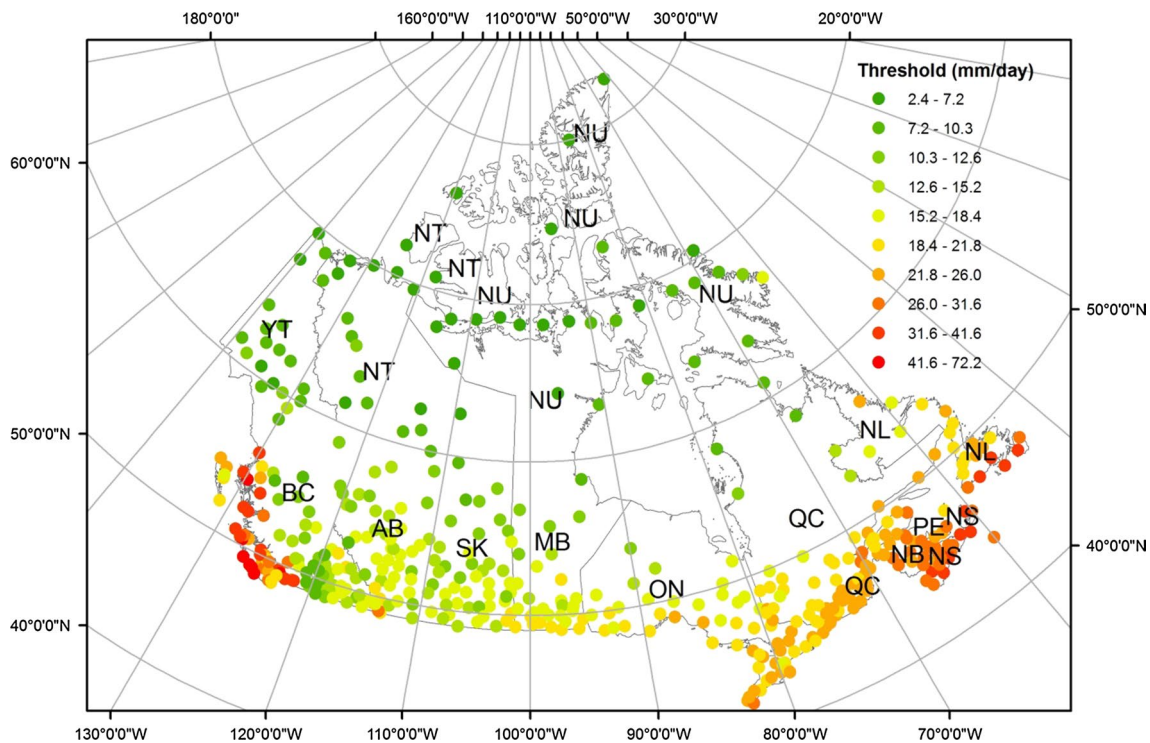 180°0'0" 160°0'0"W 110°0'0"W 50°0'0"W 30°0'0"W 20°0'0"W
Threshold (mm/day)
2.4 - 7.2
7.2 - 10.3
10.3 - 12.6
12.6 - 15.2
15.2 - 18.4
18.4 - 21.8
21.8 - 26.0
26.0 - 31.6
31.6 - 41.6
41.6 - 72.2
NU
60°0'0"N
NU
NT
NT
NU NU
50°0'0"N
YT
NT
NU
NL
50°0'0"N
NL
BC
QC NS
AB PE
SK MB NB NS
40°0'0"N
ON QC
40°0'0"N
130°0'0"W 120°0'0"W 110°0'0"W 100°0'0"W 90°0'0"W 80°0'0"W 70°0'0"W